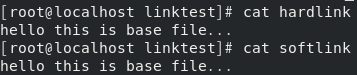 [root@localhost linktest]# cat hardlink
hello this is base file...
[root@localhost linktest]# cat softlink
hello this is base file...